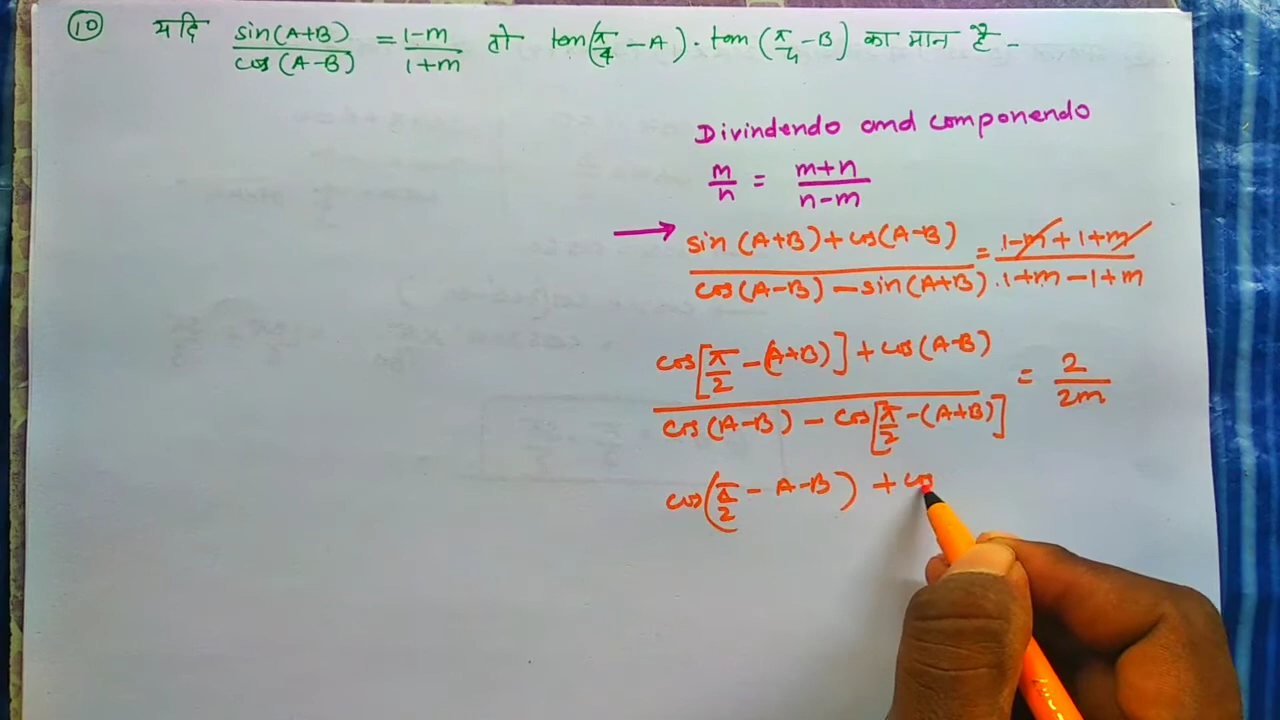 ⑩ यदि sin(A+B)/cos(A-B) = 1-m/1+m तो tan(π/4 - A) · tan(π/4 - B) का मान है -
Divindendo and componendo
m/n = m+n/n-m
→ sin(A+B)+cos(A-B)/cos(A-B)-sin(A+B) = 1-m+1+m/1+m-1+m
cos[π/2-(A+B)]+cos(A-B)/cos(A-B)-cos[π/2-(A+B)] = 2/2m
cos(π/2 - A-B) + cos